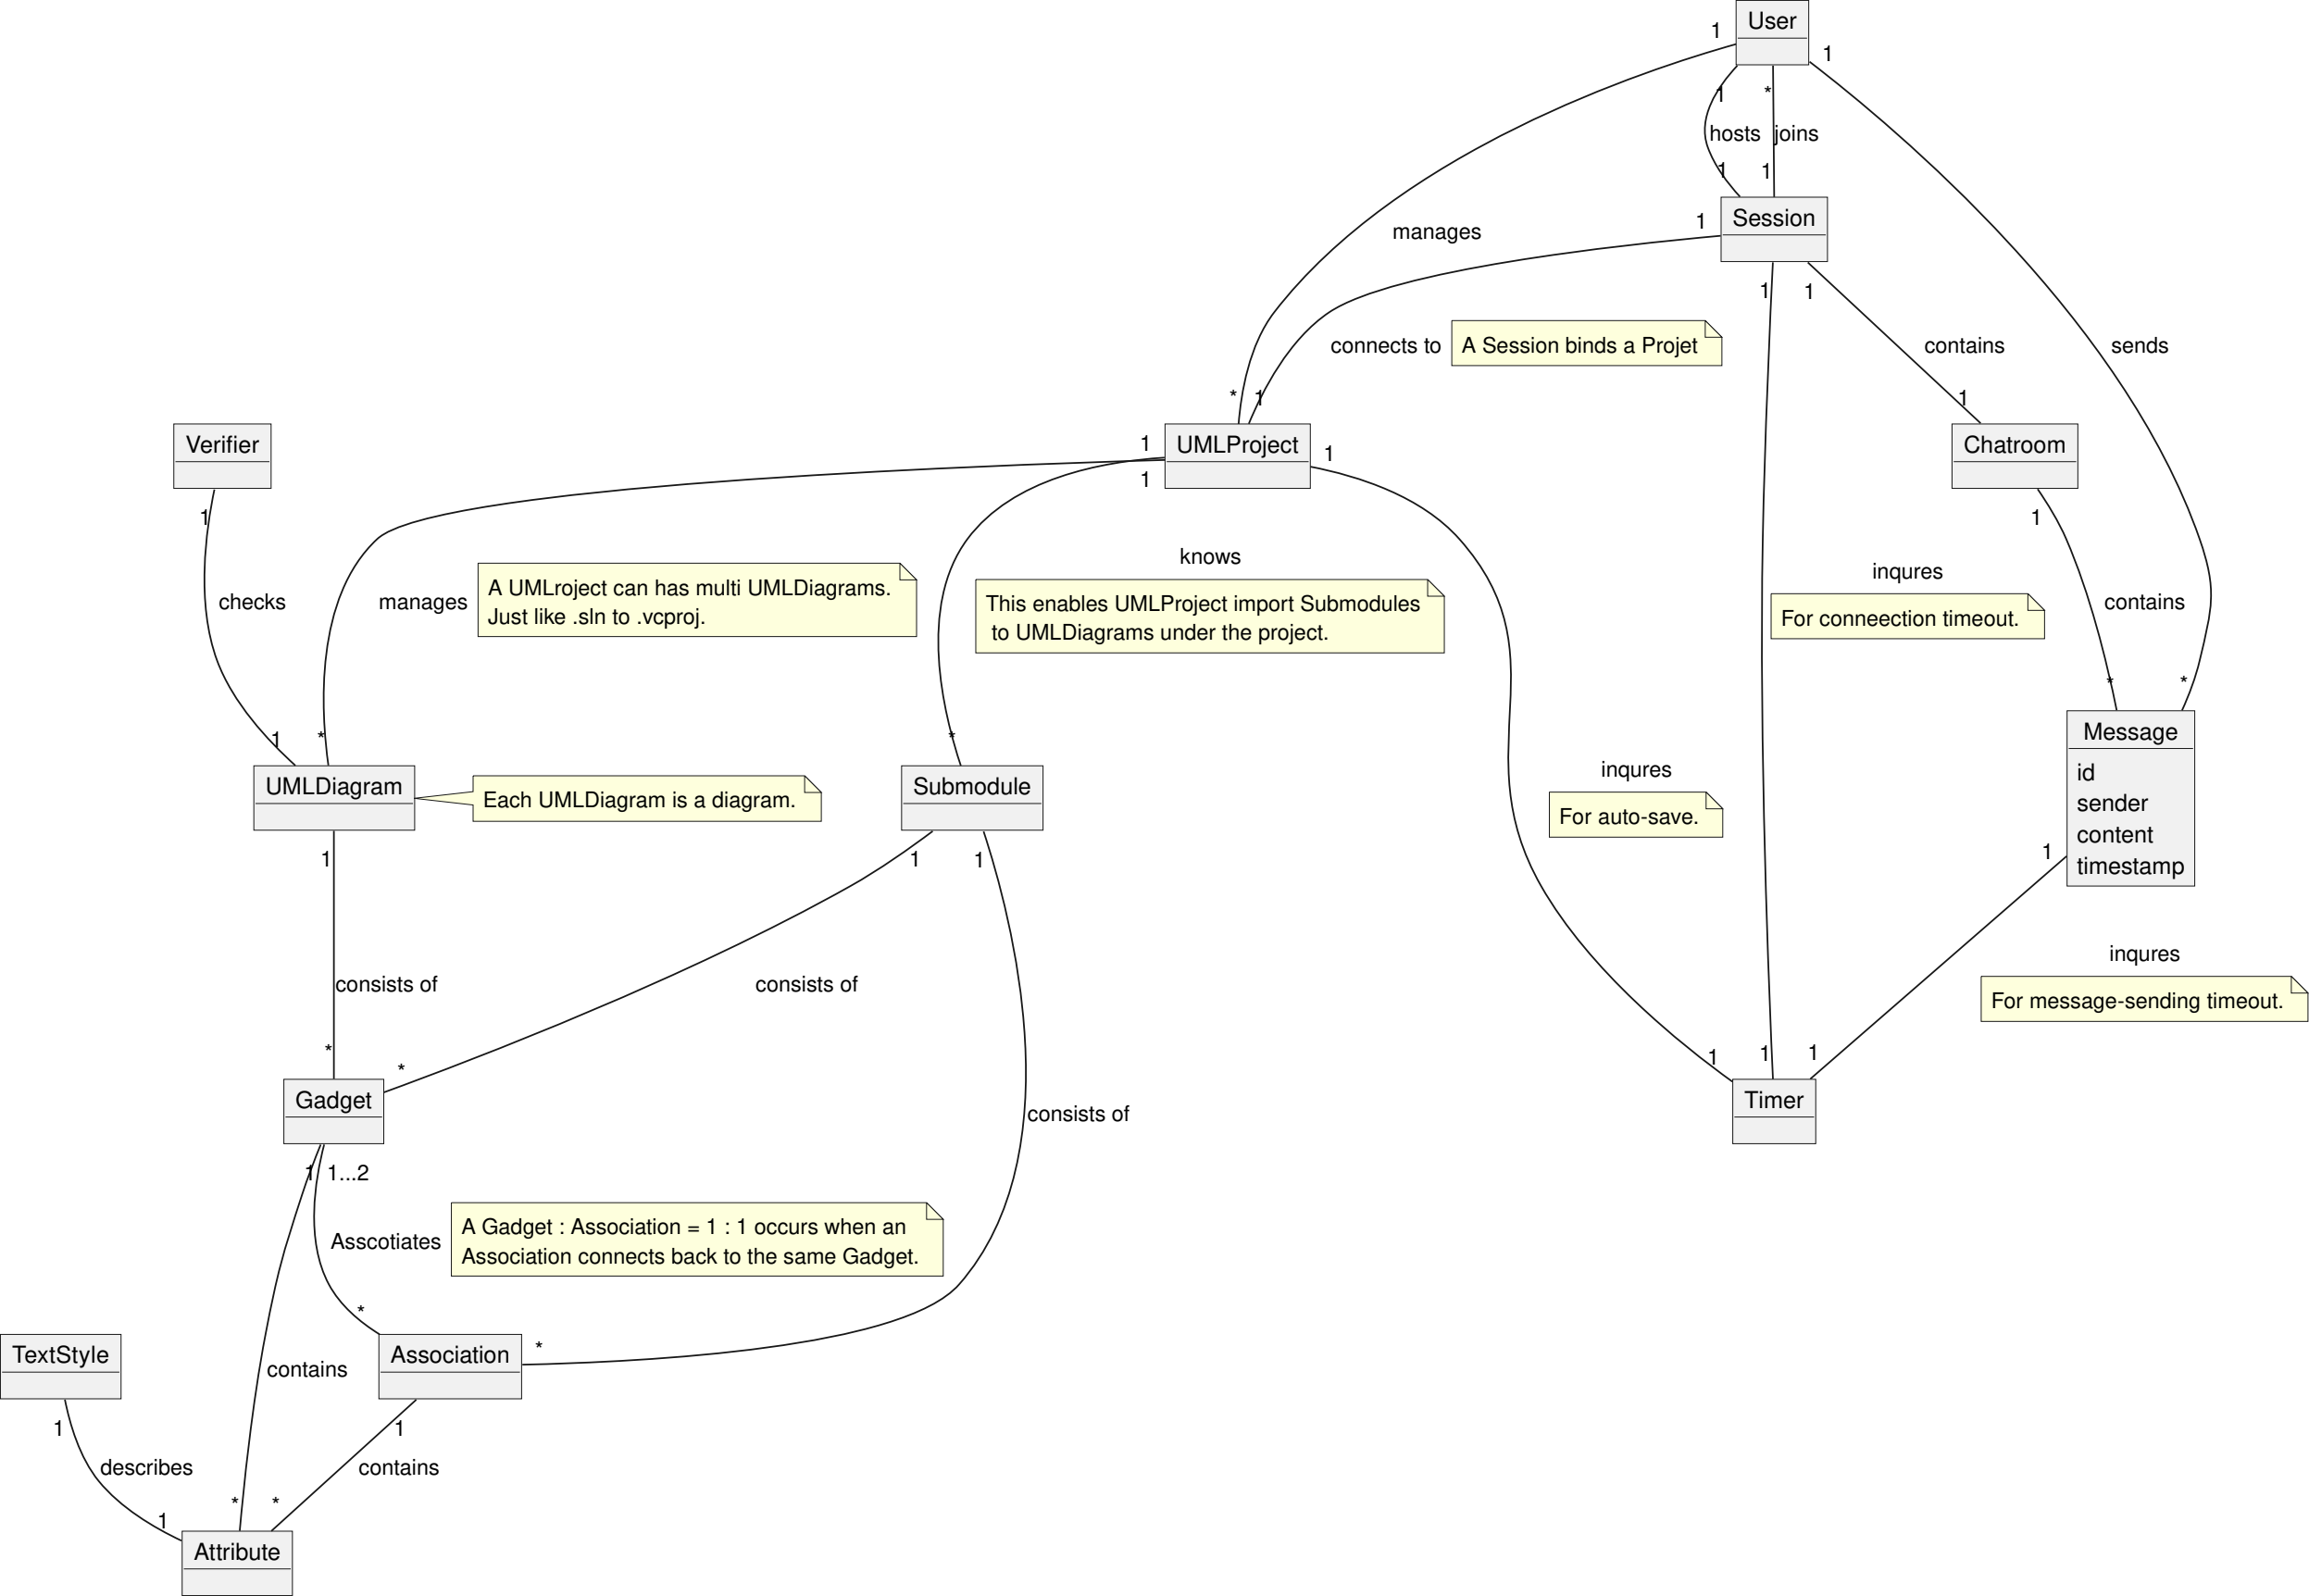 User
1
1
1
*
hosts
joins
1
1
Session
1
manages
1
1
connects to
A Session binds a Projet
contains
sends
*
1
1
Verifier
UMLProject
Chatroom
1
1
1
1
1
knows
inqures
checks
manages
A UMLroject can has multi UMLDiagrams.
Just like .sln to .vcproj.
This enables UMLProject import Submodules
to UMLDiagrams under the project.
For conneection timeout.
contains
*
*
1
*
*
Message
id
sender
content
timestamp
UMLDiagram
Each UMLDiagram is a diagram.
Submodule
inqures
For auto-save.
1
1
1
1
inqures
For message-sending timeout.
consists of
consists of
*
*
1
1
1
Gadget
consists of
Timer
1
1...2
Asscotiates
A Gadget : Association = 1 : 1 occurs when an
Association connects back to the same Gadget.
*
*
TextStyle
Association
contains
1
1
describes
contains
*
*
1
Attribute